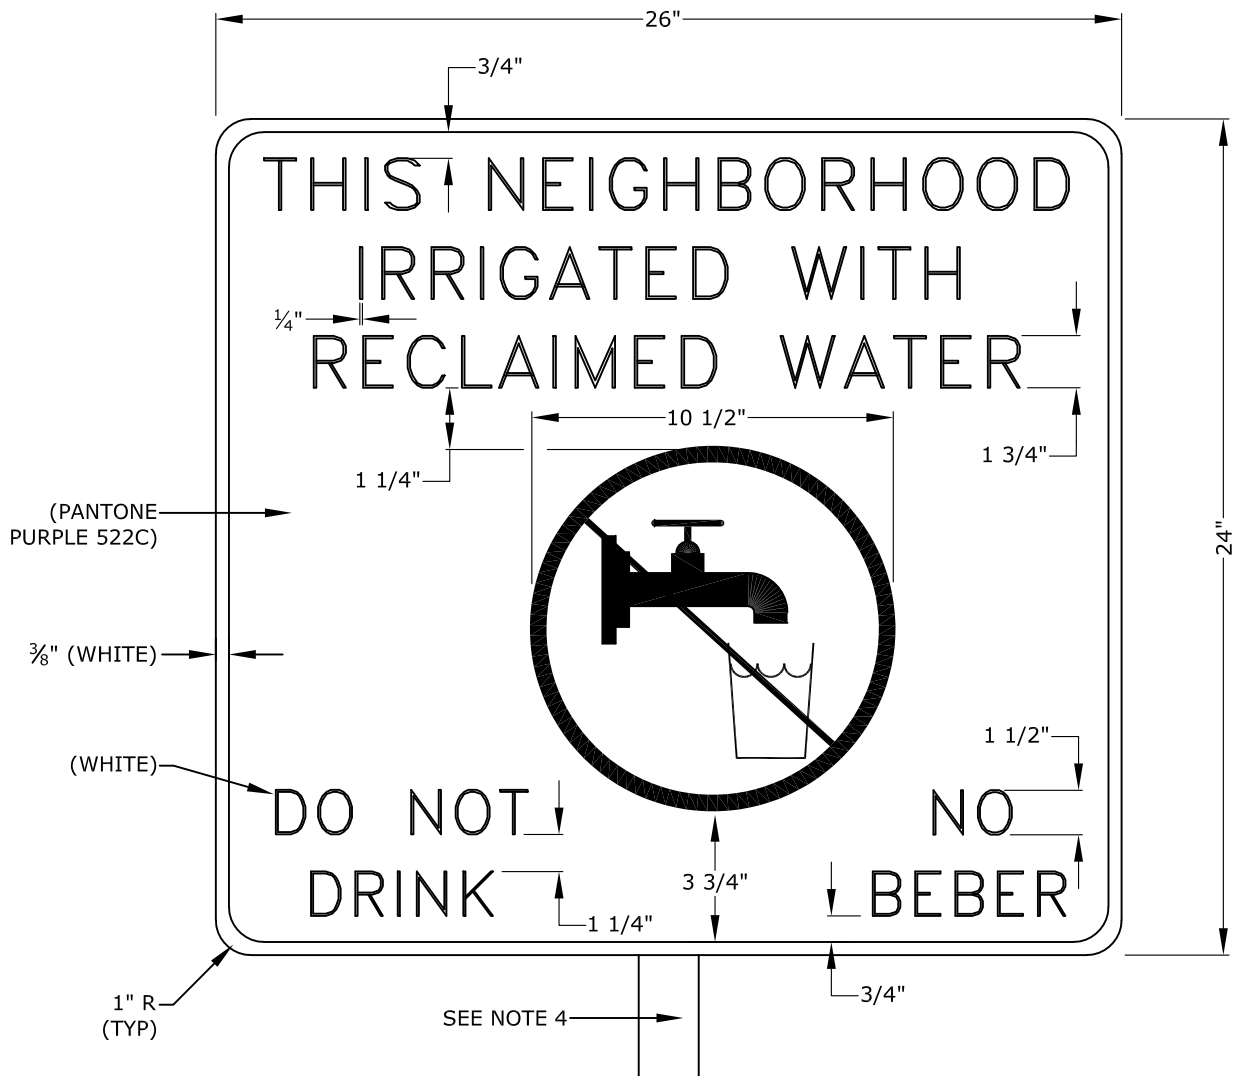 26"
3/4"
THIS NEIGHBORHOOD
IRRIGATED WITH
¼"
RECLAIMED WATER
10 1/2"
1 3/4"
1 1/4"
(PANTONE
PURPLE 522C)
24"
⅜" (WHITE)
1 1/2"
(WHITE)
DO NOT
NO
3 3/4"
DRINK
BEBER
1 1/4"
3/4"
1" R
(TYP)
SEE NOTE 4